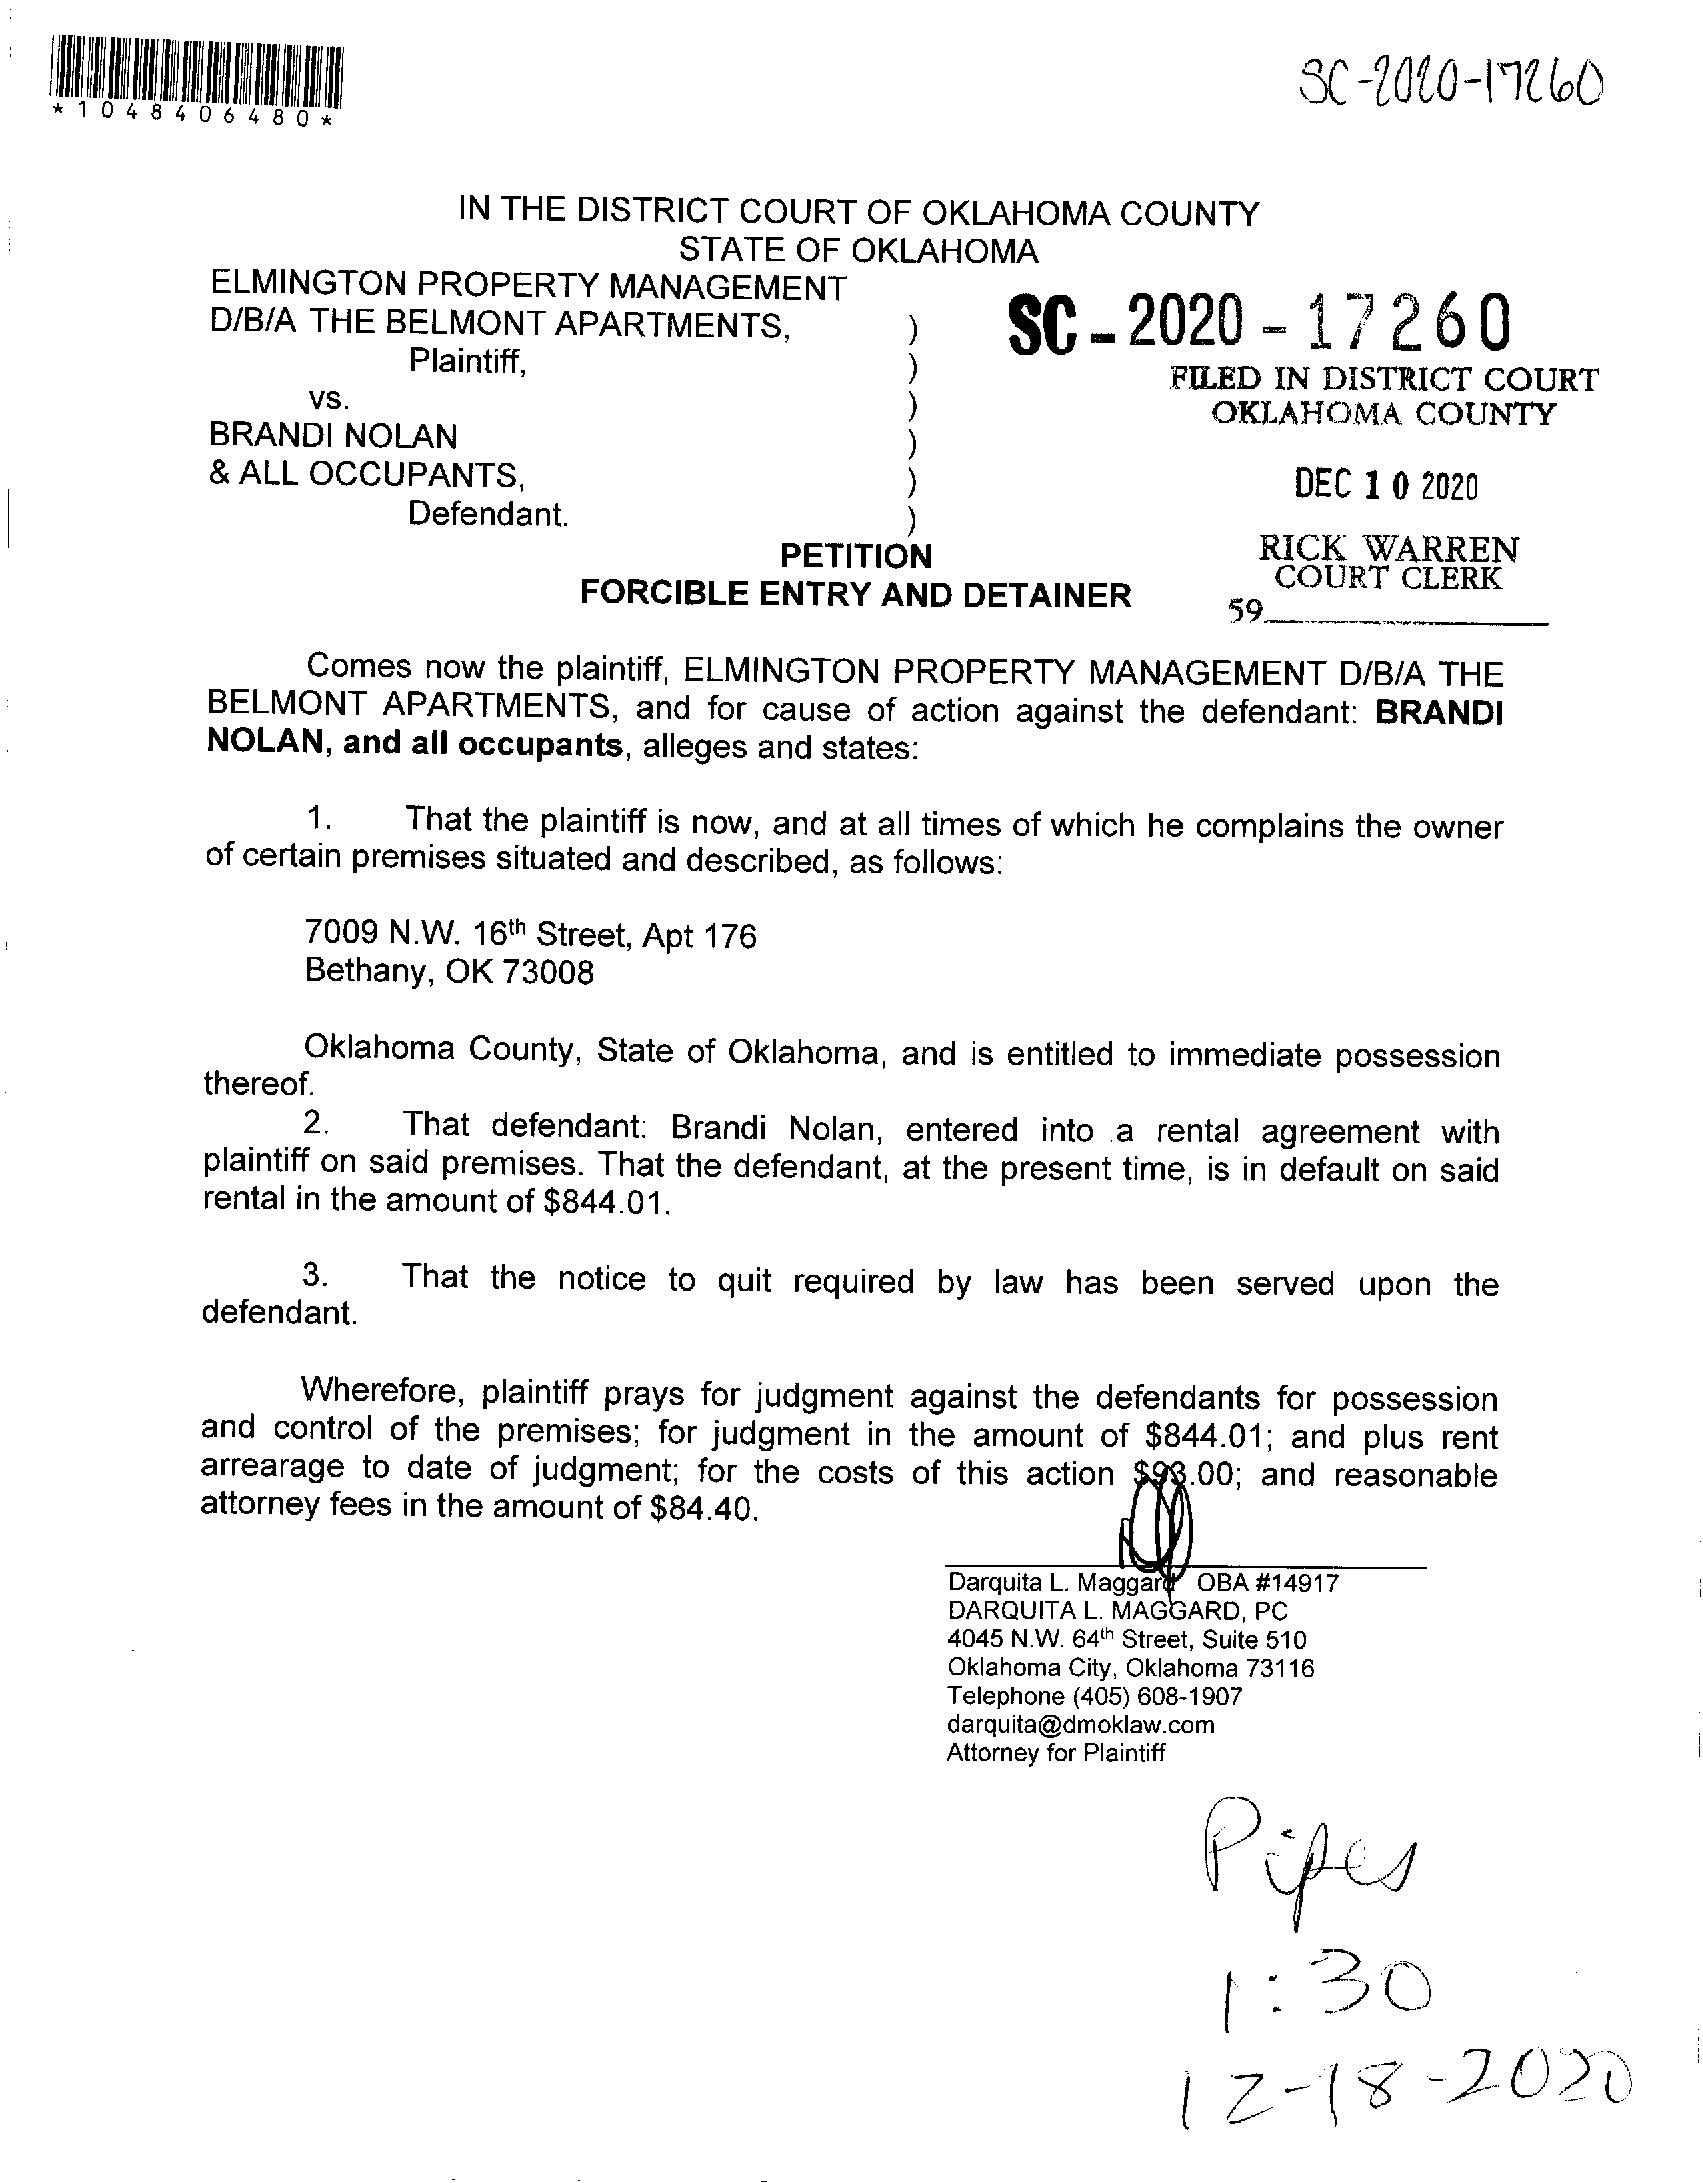 *1048406480*
SC-2020-17260
IN THE DISTRICT COURT OF OKLAHOMA COUNTY
STATE OF OKLAHOMA
ELMINGTON PROPERTY MANAGEMENT
D/B/A THE BELMONT APARTMENTS, )
Plaintiff, )
vs. )
BRANDI NOLAN )
& ALL OCCUPANTS, )
Defendant. )
SC-2020-17260
FILED IN DISTRICT COURT
OKLAHOMA COUNTY
DEC 10 2020
RICK WARREN
COURT CLERK
59
PETITION
FORCIBLE ENTRY AND DETAINER
Comes now the plaintiff, ELMINGTON PROPERTY MANAGEMENT D/B/A THE
BELMONT APARTMENTS, and for cause of action against the defendant: BRANDI
NOLAN, and all occupants, alleges and states:
1. That the plaintiff is now, and at all times of which he complains the owner
of certain premises situated and described, as follows:
7009 N.W. 16th Street, Apt 176
Bethany, OK 73008
Oklahoma County, State of Oklahoma, and is entitled to immediate possession
thereof.
2. That defendant: Brandi Nolan, entered into a rental agreement with
plaintiff on said premises. That the defendant, at the present time, is in default on said
rental in the amount of $844.01.
3. That the notice to quit required by law has been served upon the
defendant.
Wherefore, plaintiff prays for judgment against the defendants for possession
and control of the premises; for judgment in the amount of $844.01; and plus rent
arrearage to date of judgment; for the costs of this action $93.00; and reasonable
attorney fees in the amount of $84.40.
Darquita L. Maggard OBA #14917
DARQUITA L. MAGGARD, PC
4045 N.W. 64th Street, Suite 510
Oklahoma City, Oklahoma 73116
Telephone (405) 608-1907
darquita@dmoklaw.com
Attorney for Plaintiff
Pipes
1:30
12-18-2020